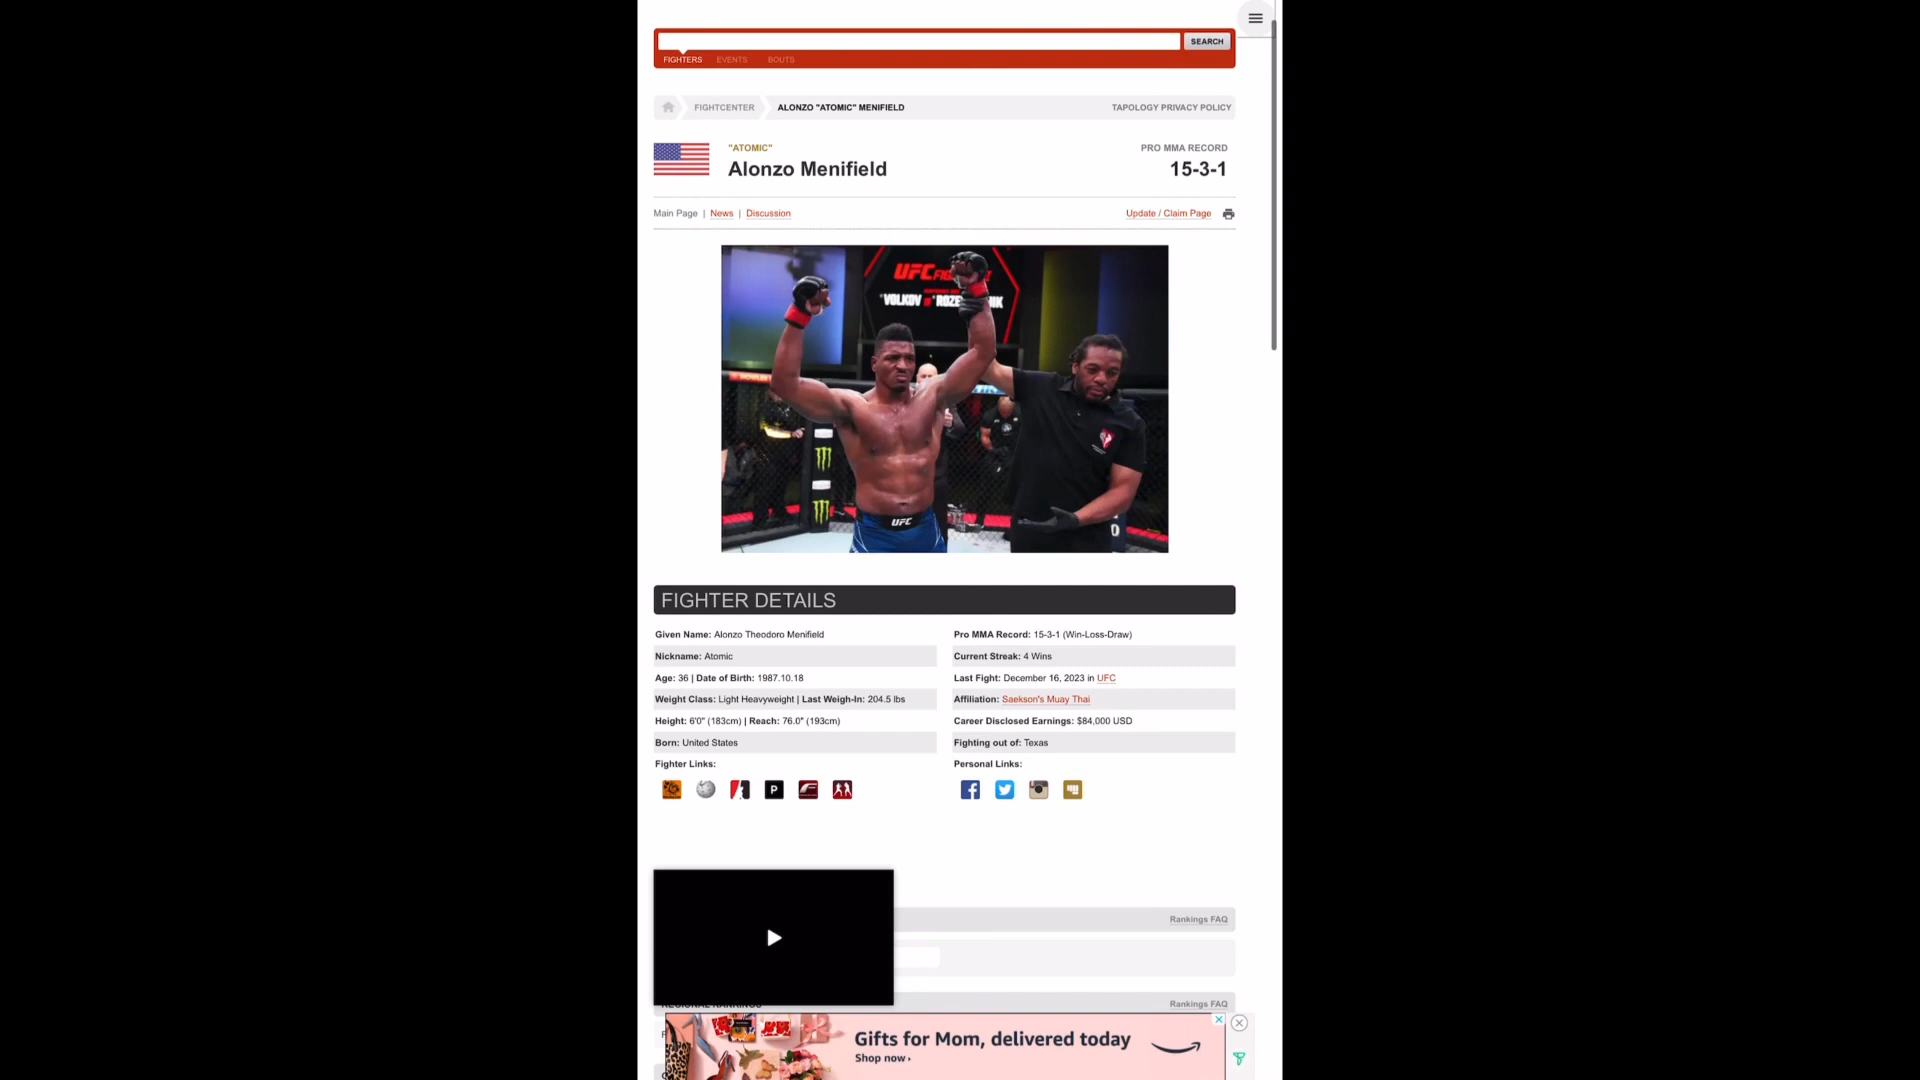 SEARCH
FIGHTERS EVENTS BOUTS
FIGHTCENTER ALONZO "ATOMIC" MENIFIELD TAPOLOGY PRIVACY POLICY
"ATOMIC" PRO MMA RECORD
Alonzo Menifield 15-3-1
Main Page | News | Discussion Update / Claim Page
UFC
VOLKOV
UFC
FIGHTER DETAILS
Given Name: Alonzo Theodoro Menifield Pro MMA Record: 15-3-1 (Win-Loss-Draw)
Nickname: Atomic Current Streak: 4 Wins
Age: 36 | Date of Birth: 1987.10.18 Last Fight: December 16, 2023 in UFC
Weight Class: Light Heavyweight | Last Weigh-In: 204.5 lbs Affiliation: Saekson's Muay Thai
Height: 6'0" (183cm) | Reach: 76.0" (193cm) Career Disclosed Earnings: $84,000 USD
Born: United States Fighting out of: Texas
Fighter Links: Personal Links:
Rankings FAQ
Rankings FAQ
Gifts for Mom, delivered today
Shop now ›